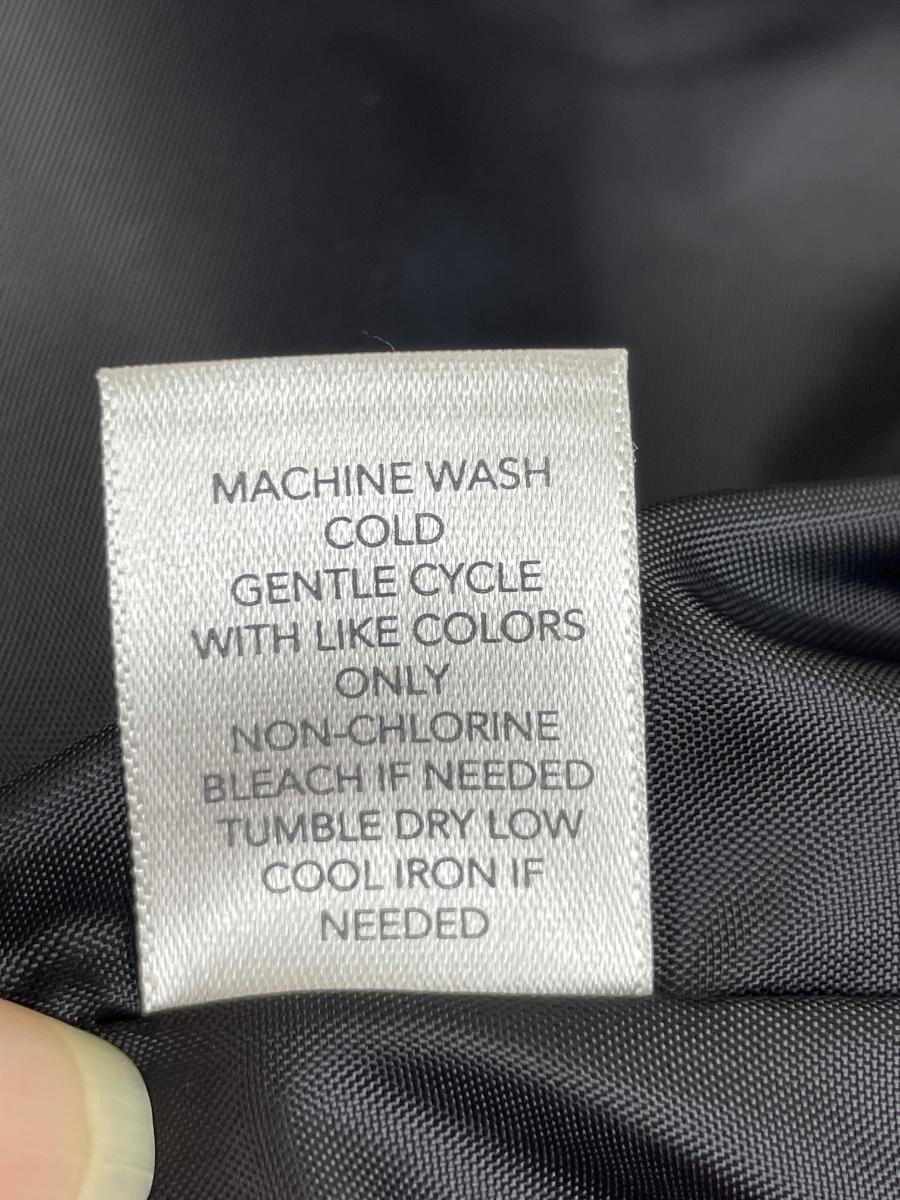 MACHINE WASH
COLD
GENTLE CYCLE
WITH LIKE COLORS
ONLY
NON-CHLORINE
BLEACH IF NEEDED
TUMBLE DRY LOW
COOL IRON IF
NEEDED